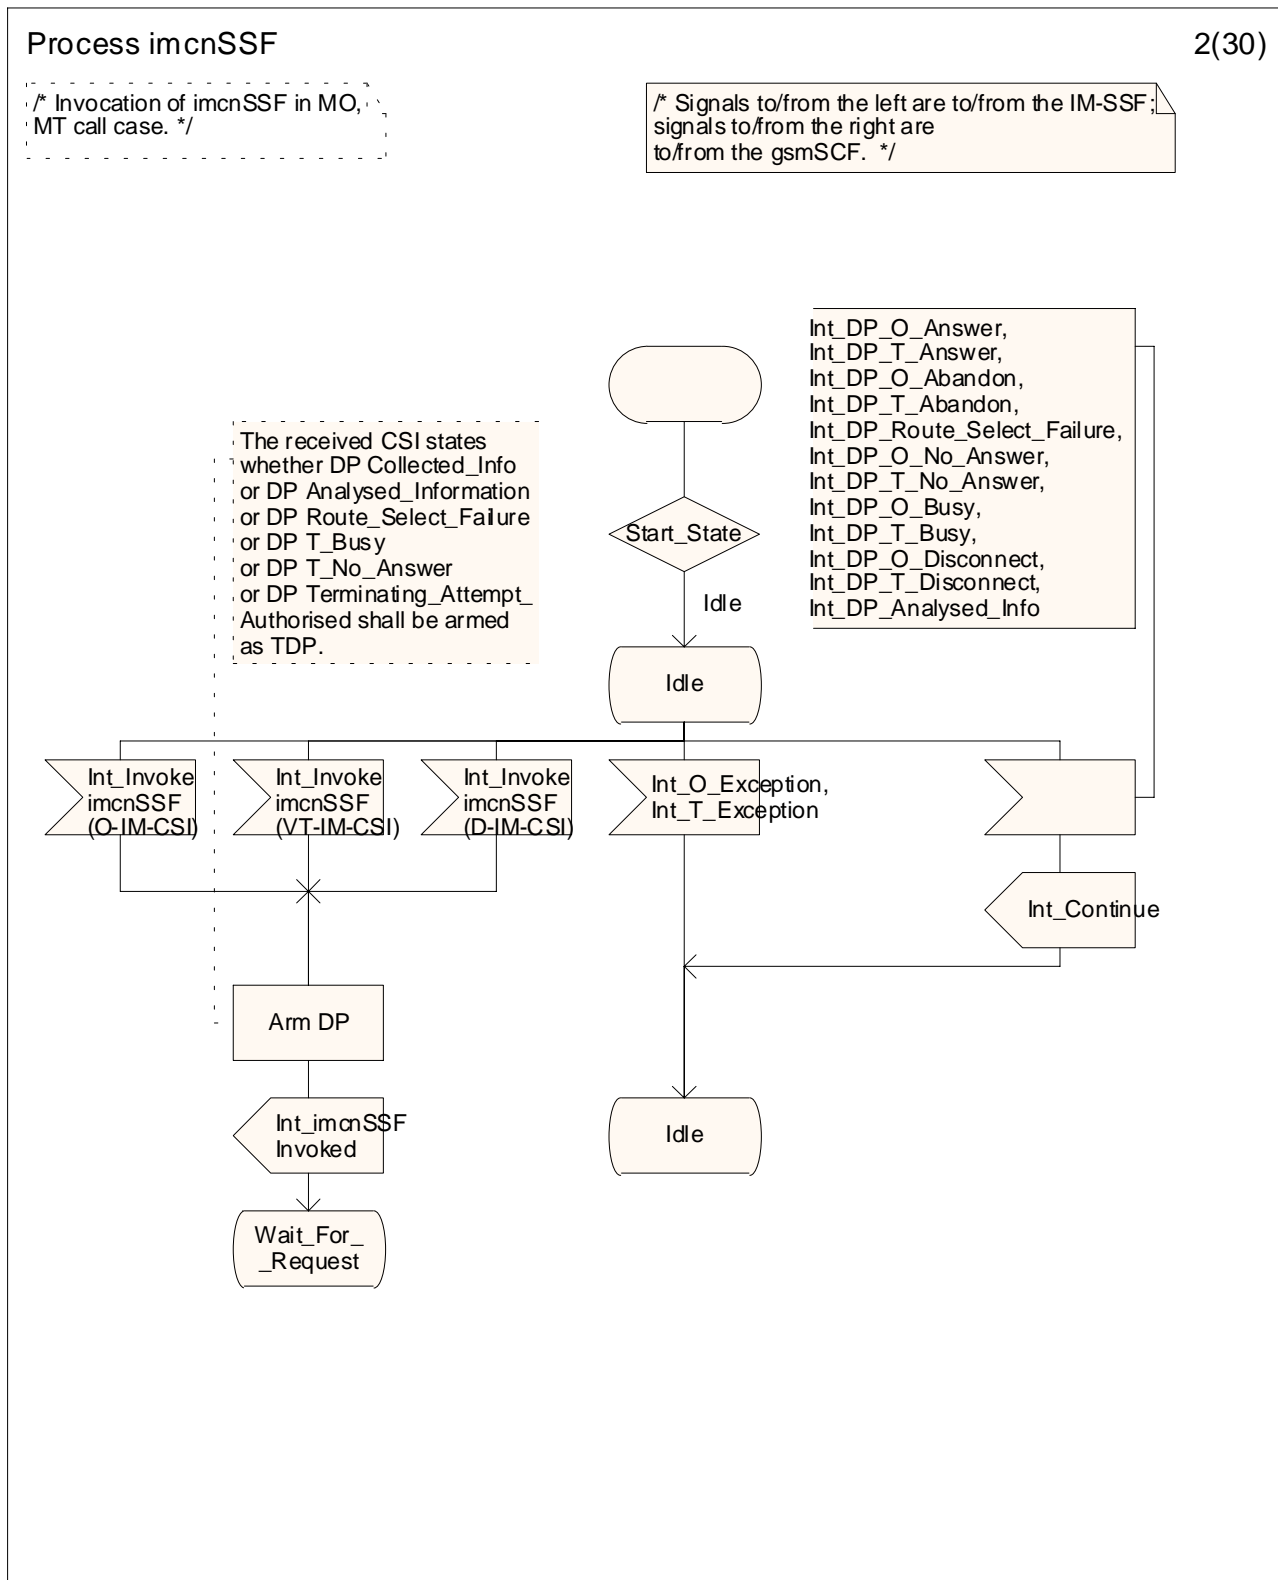 Process imcnSSF
2(30)
/* Invocation of imcnSSF in MO,
MT call case. */
/* Signals to/from the left are to/from the IM-SSF;
signals to/from the right are
to/from the gsmSCF. */
Int_DP_O_Answer,
Int_DP_T_Answer,
Int_DP_O_Abandon,
Int_DP_T_Abandon,
Int_DP_Route_Select_Failure,
Int_DP_O_No_Answer,
Int_DP_T_No_Answer,
Int_DP_O_Busy,
Int_DP_T_Busy,
Int_DP_O_Disconnect,
Int_DP_T_Disconnect,
Int_DP_Analysed_Info
The received CSI states
whether DP Collected_Info
or DP Analysed_Information
or DP Route_Select_Failure
or DP T_Busy
or DP T_No_Answer
or DP Terminating_Attempt_
Authorised shall be armed
as TDP.
Start_State
Idle
Idle
Int_Invoke
imcnSSF
(O-IM-CSI)
Int_Invoke
imcnSSF
(VT-IM-CSI)
Int_Invoke
imcnSSF
(D-IM-CSI)
Int_O_Exception,
Int_T_Exception
Int_Continue
Arm DP
Int_imcnSSF
Invoked
Idle
Wait_For_
_Request